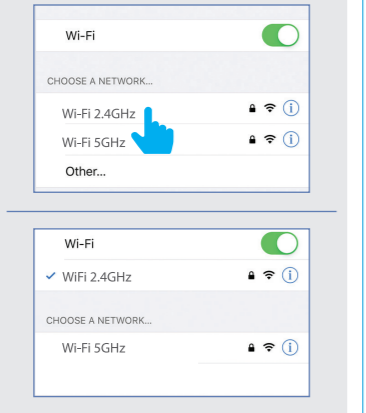 Wi-Fi
CHOOSE A NETWORK...
Wi-Fi 2.4GHz
Wi-Fi 5GHz
Other...
Wi-Fi
WiFi 2.4GHz
CHOOSE A NETWORK...
Wi-Fi 5GHz